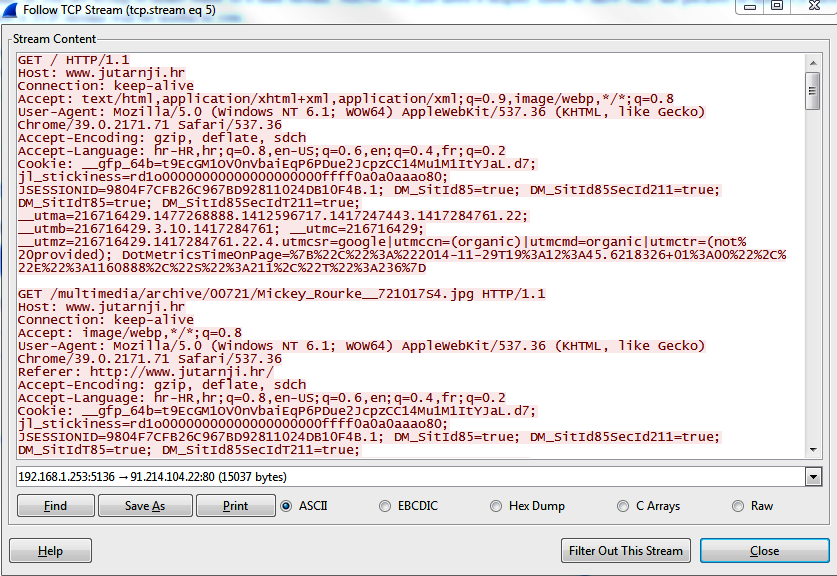 Follow TCP Stream (tcp.stream eq 5)
Stream Content
GET / HTTP/1.1
Host: www.jutarnji.hr
Connection: keep-alive
Accept: text/html,application/xhtml+xml,application/xml;q=0.9,image/webp,*/*;q=0.8
User-Agent: Mozilla/5.0 (Windows NT 6.1; WOW64) AppleWebKit/537.36 (KHTML, like Gecko)
Chrome/39.0.2171.71 Safari/537.36
Accept-Encoding: gzip, deflate, sdch
Accept-Language: hr-HR,hr;q=0.8,en-US;q=0.6,en;q=0.4,fr;q=0.2
Cookie: __gfp_64b=t9EcGM1OV0nVbaiEqP6PDue2JcpzCC14Mu1M1ItYJaL.d7;
jl_stickiness=rd1o00000000000000000000ffff0a0a0aaao80;
JSESSIONID=9804F7CFB26C967BD92811024DB10F4B.1; DM_SitId85=true; DM_SitId85SecId211=true;
DM_SitIdT85=true; DM_SitId85SecIdT211=true;
__utma=216716429.1477268888.1412596717.1417247443.1417284761.22;
__utmb=216716429.3.10.1417284761; __utmc=216716429;
__utmz=216716429.1417284761.22.4.utmcsr=google|utmccn=(organic)|utmcmd=organic|utmctr=(not%
20provided); DotMetricsTimeOnPage=%7B%22C%22%3A%222014-11-29T19%3A12%3A45.6218326+01%3A00%22%2C%
22E%22%3A1160888%2C%22S%22%3A211%2C%22T%22%3A236%7D
GET /multimedia/archive/00721/Mickey_Rourke__721017S4.jpg HTTP/1.1
Host: www.jutarnji.hr
Connection: keep-alive
Accept: image/webp,*/*;q=0.8
User-Agent: Mozilla/5.0 (Windows NT 6.1; WOW64) AppleWebKit/537.36 (KHTML, like Gecko)
Chrome/39.0.2171.71 Safari/537.36
Referer: http://www.jutarnji.hr/
Accept-Encoding: gzip, deflate, sdch
Accept-Language: hr-HR,hr;q=0.8,en-US;q=0.6,en;q=0.4,fr;q=0.2
Cookie: __gfp_64b=t9EcGM1OV0nVbaiEqP6PDue2JcpzCC14Mu1M1ItYJaL.d7;
jl_stickiness=rd1o00000000000000000000ffff0a0a0aaao80;
JSESSIONID=9804F7CFB26C967BD92811024DB10F4B.1; DM_SitId85=true; DM_SitId85SecId211=true;
DM_SitIdT85=true; DM_SitId85SecIdT211=true;
192.168.1.253:5136 → 91.214.104.22:80 (15037 bytes)
Find Save As Print ASCII EBCDIC Hex Dump C Arrays Raw
Help Filter Out This Stream Close